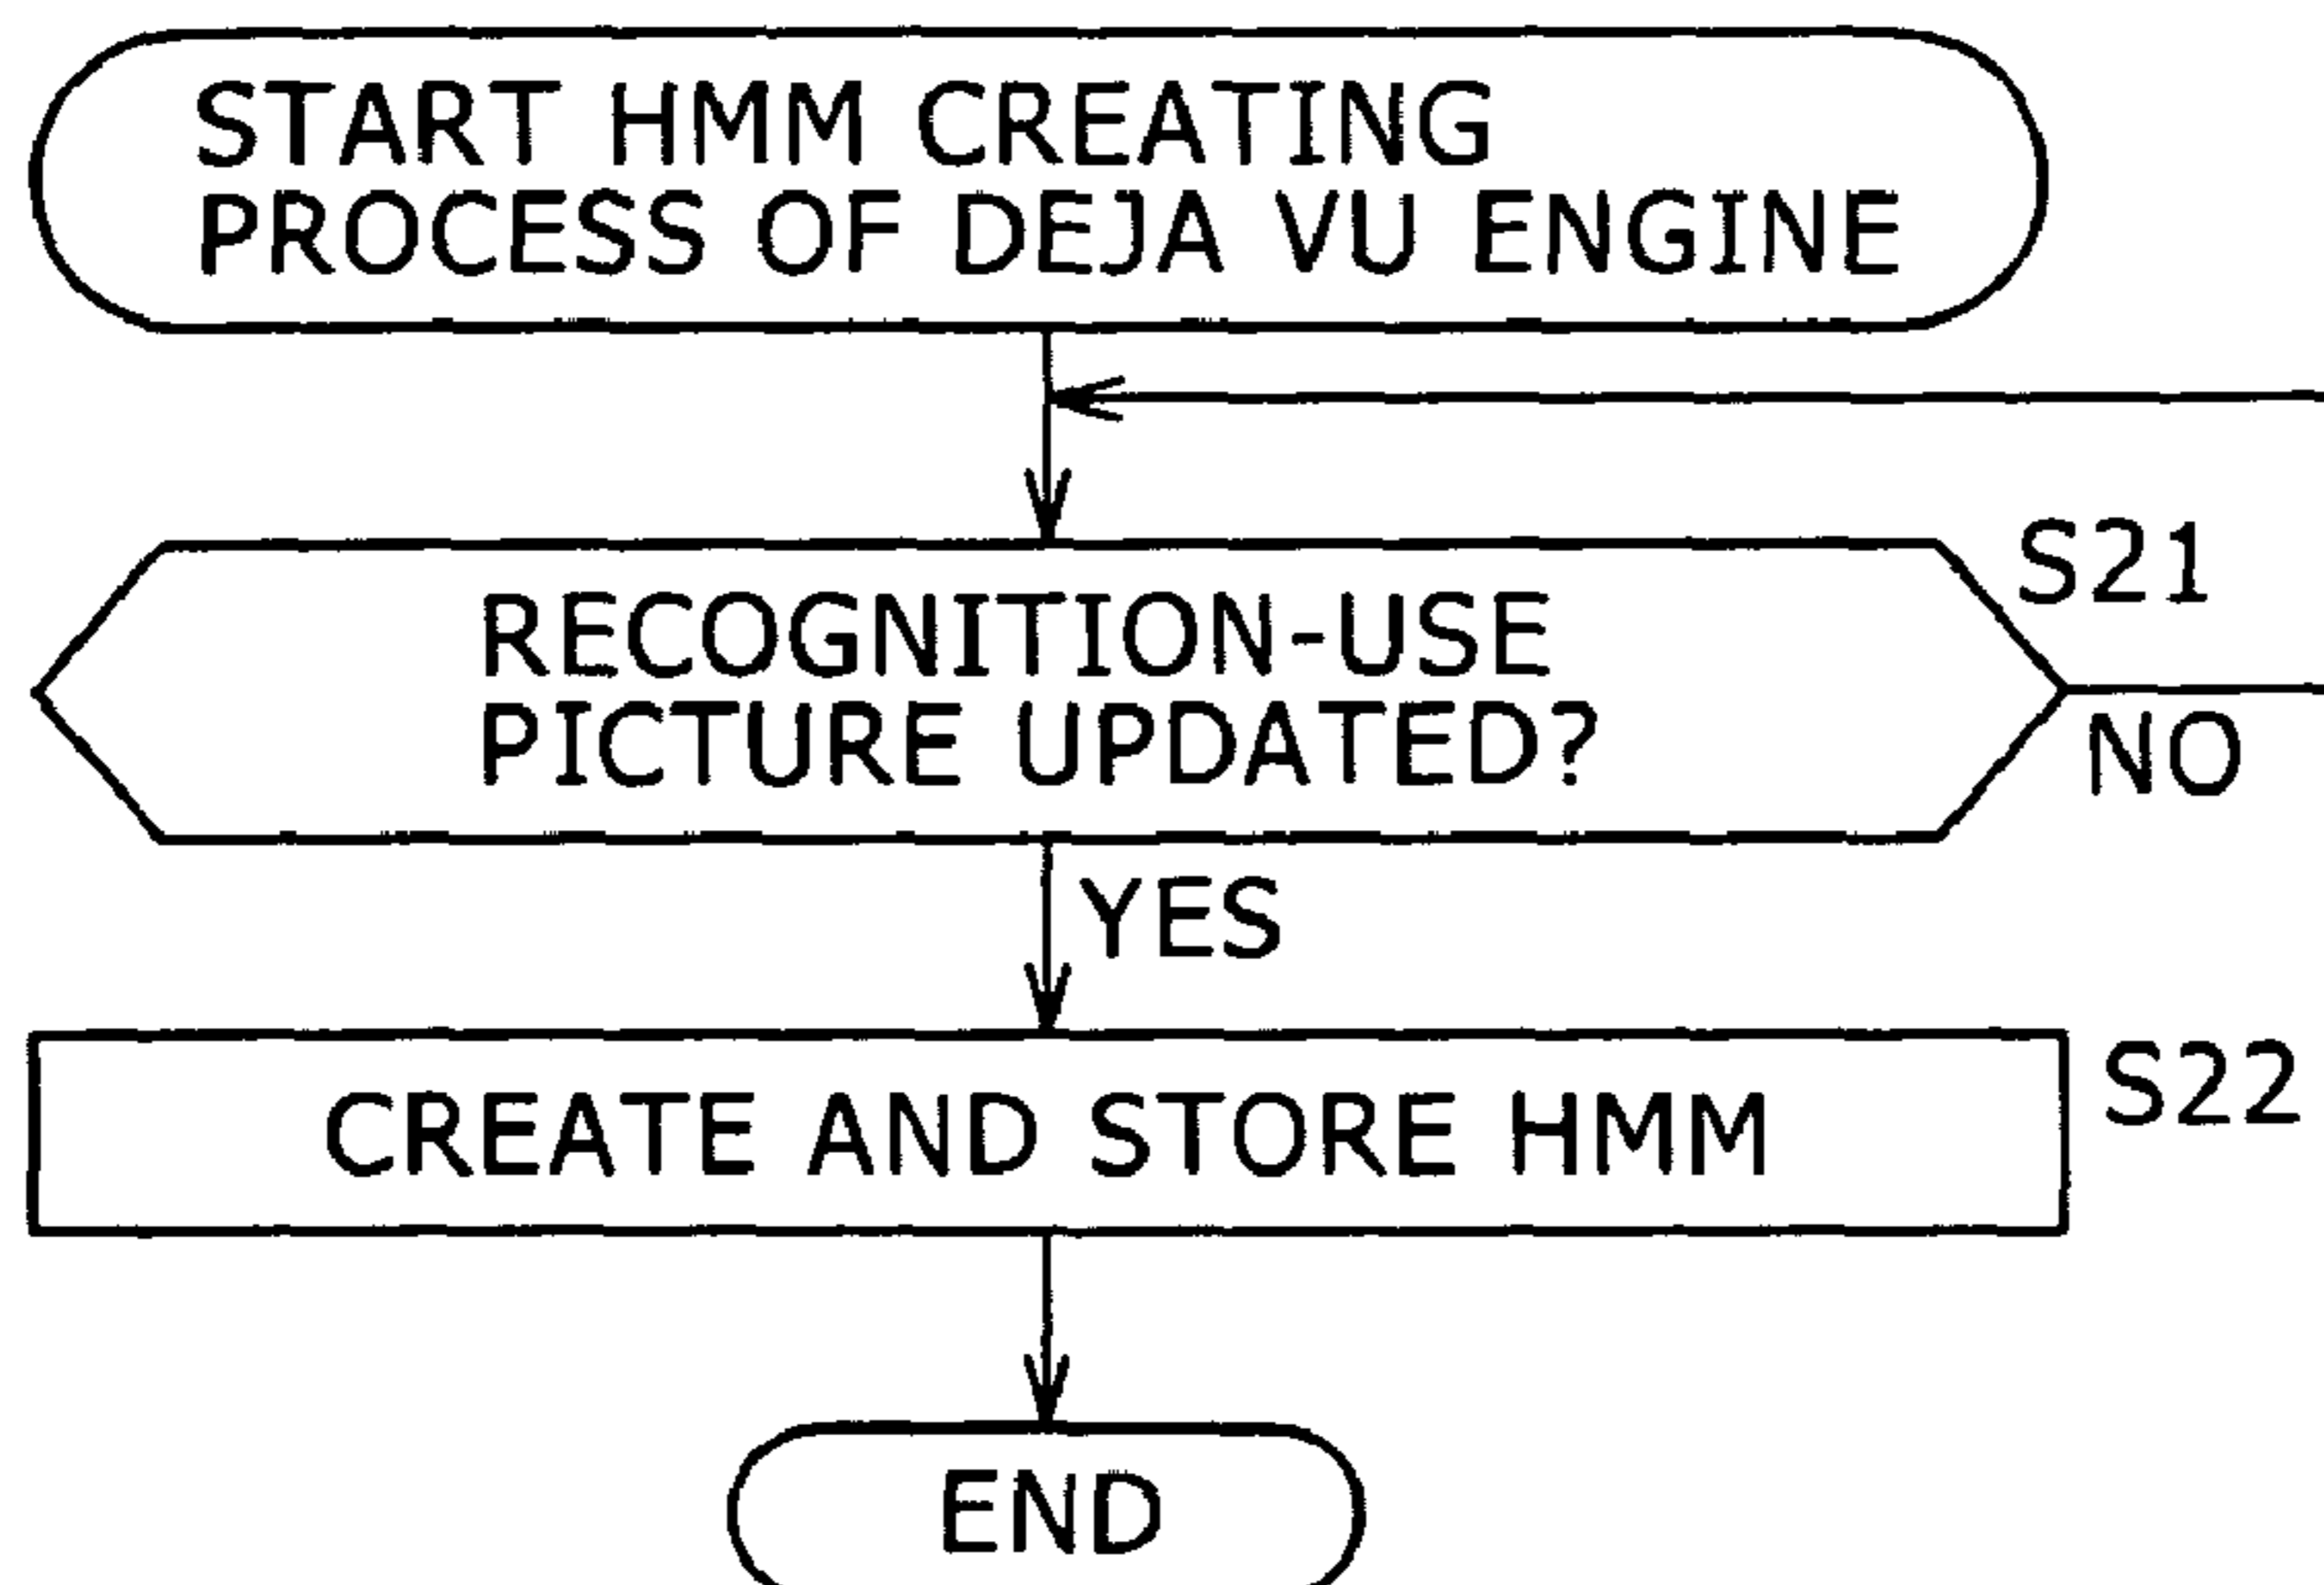 START HMM CREATING
PROCESS OF DEJA VU ENGINE
S21
RECOGNITION-USE
PICTURE UPDATED?
NO
YES
S22
CREATE AND STORE HMM
END